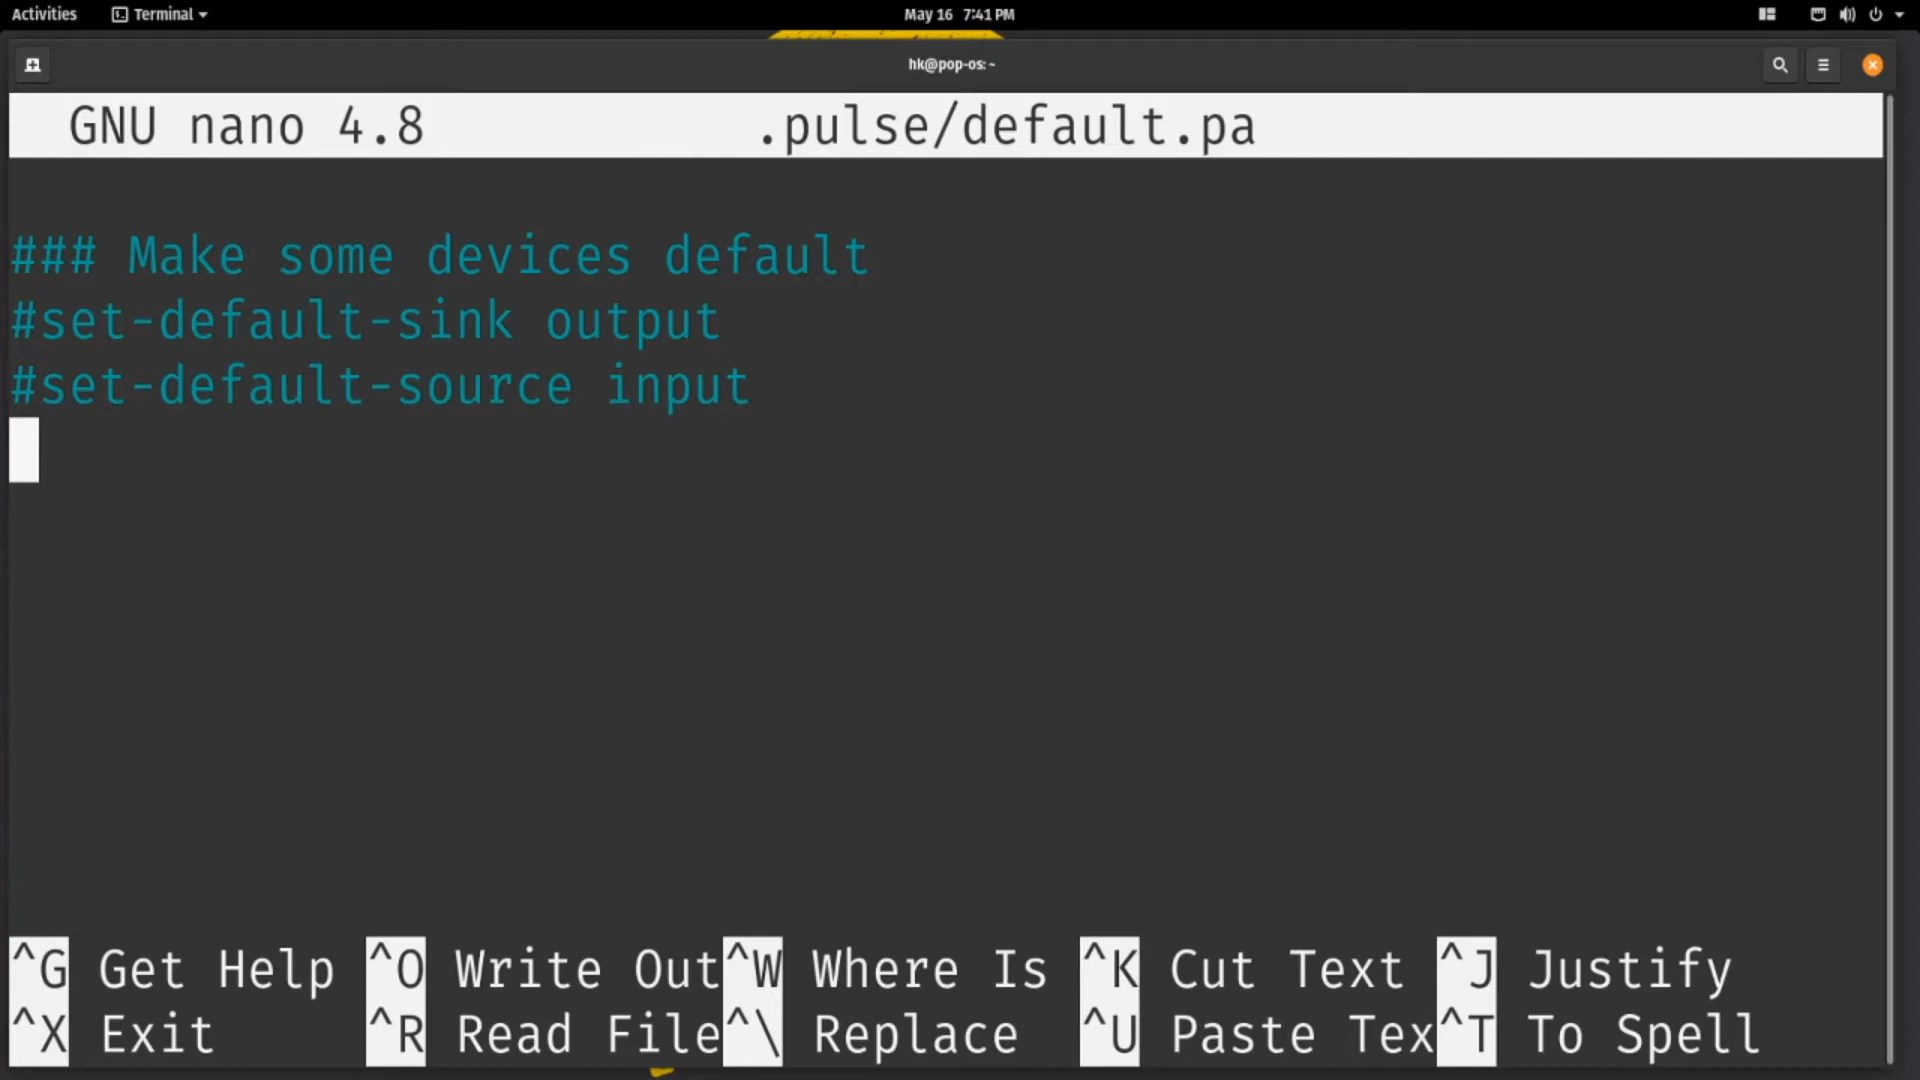 Activities Terminal May 16 7:41 PM
hk@pop-os: ~
GNU nano 4.8 .pulse/default.pa
### Make some devices default
#set-default-sink output
#set-default-source input
^G Get Help ^O Write Out ^W Where Is ^K Cut Text ^J Justify
^X Exit ^R Read File ^\ Replace ^U Paste Tex ^T To Spell